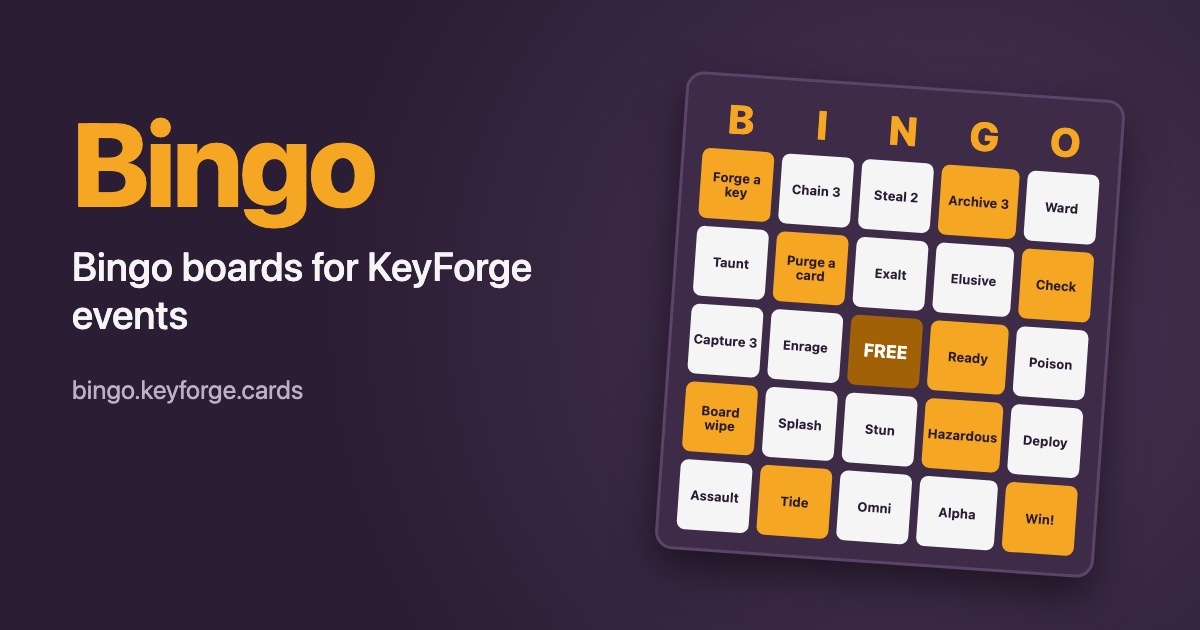 Bingo
Bingo boards for KeyForge
events
bingo.keyforge.cards
B I N G O
Forge a
key
Chain 3
Steal 2
Archive 3
Ward
Taunt
Purge a
card
Exalt
Elusive
Check
Capture 3
Enrage
FREE
Ready
Poison
Board
wipe
Splash
Stun
Hazardous
Deploy
Assault
Tide
Omni
Alpha
Win!